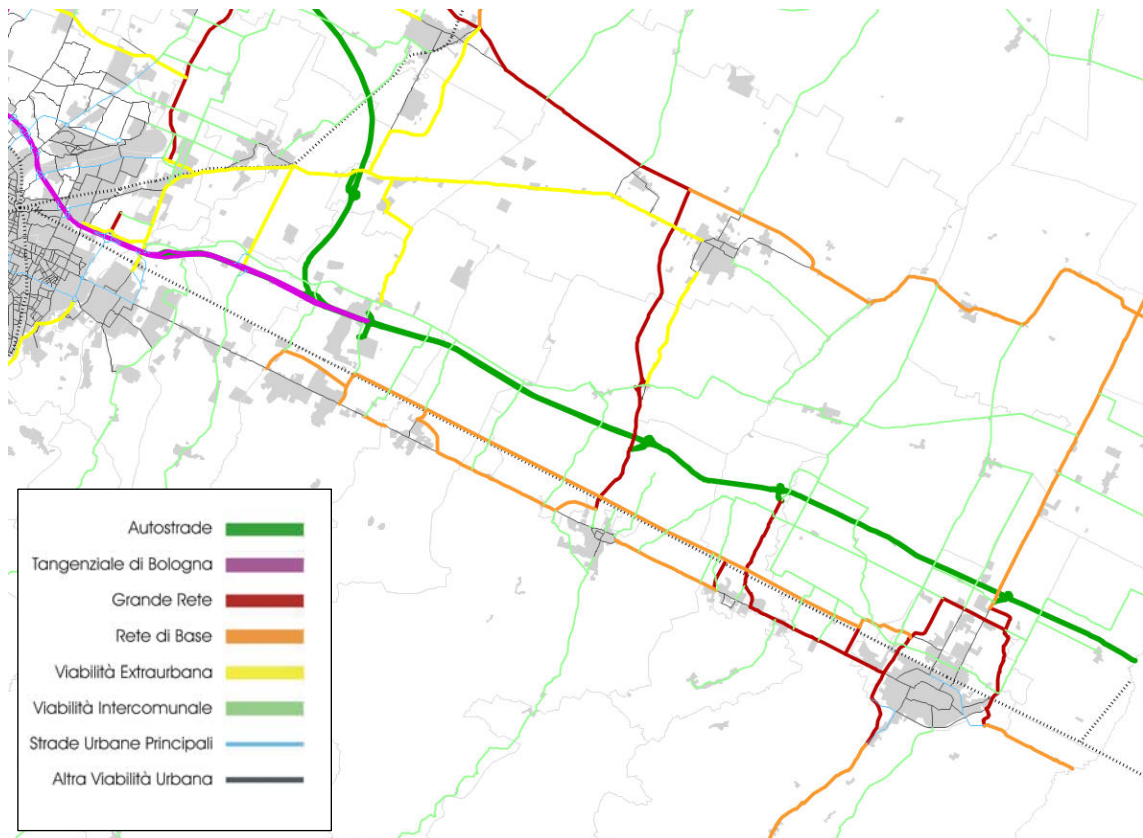 Autostrade
Tangenziale di Bologna
Grande Rete
Rete di Base
Viabilità Extraurbana
Viabilità Intercomunale
Strade Urbane Principali
Altra Viabilità Urbana